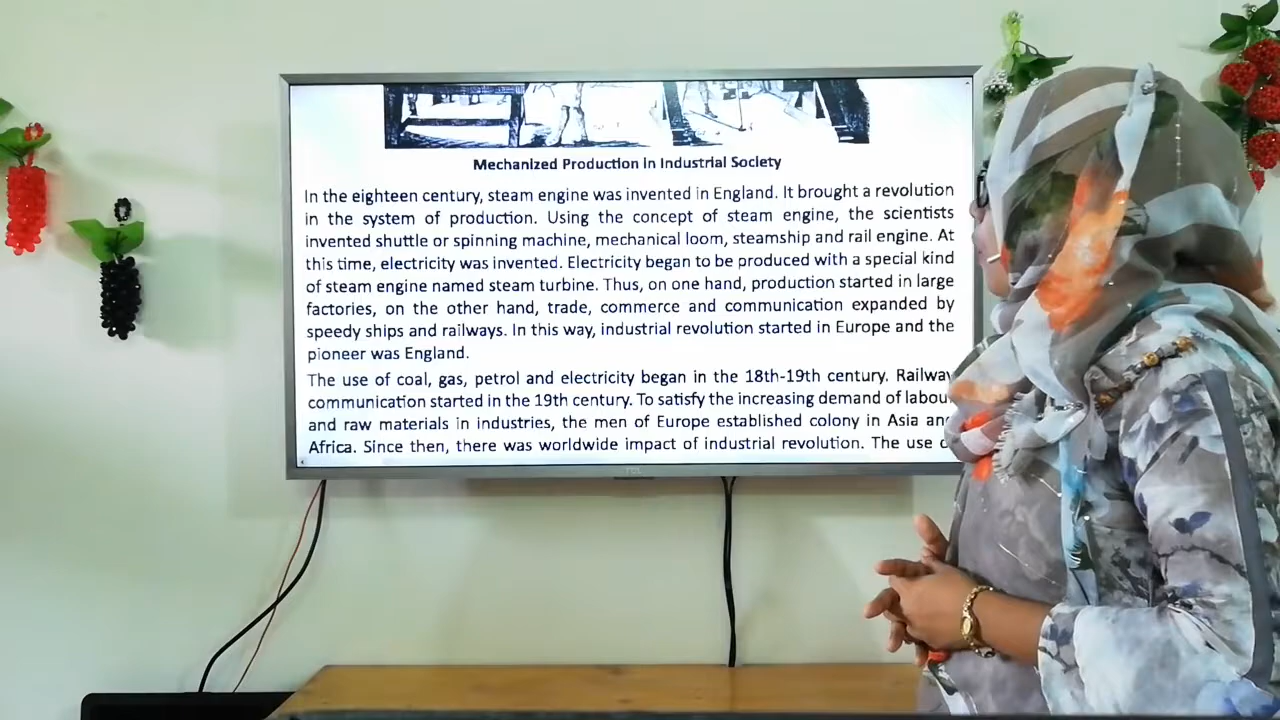 Mechanized Production in Industrial Society
In the eighteen century, steam engine was invented in England. It brought a revolution
in the system of production. Using the concept of steam engine, the scientists
invented shuttle or spinning machine, mechanical loom, steamship and rail engine. At
this time, electricity was invented. Electricity began to be produced with a special kind
of steam engine named steam turbine. Thus, on one hand, production started in large
factories, on the other hand, trade, commerce and communication expanded by
speedy ships and railways. In this way, industrial revolution started in Europe and the
pioneer was England.
The use of coal, gas, petrol and electricity began in the 18th-19th century. Railway
communication started in the 19th century. To satisfy the increasing demand of labou
and raw materials in industries, the men of Europe established colony in Asia and
Africa. Since then, there was worldwide impact of industrial revolution. The use
TCL